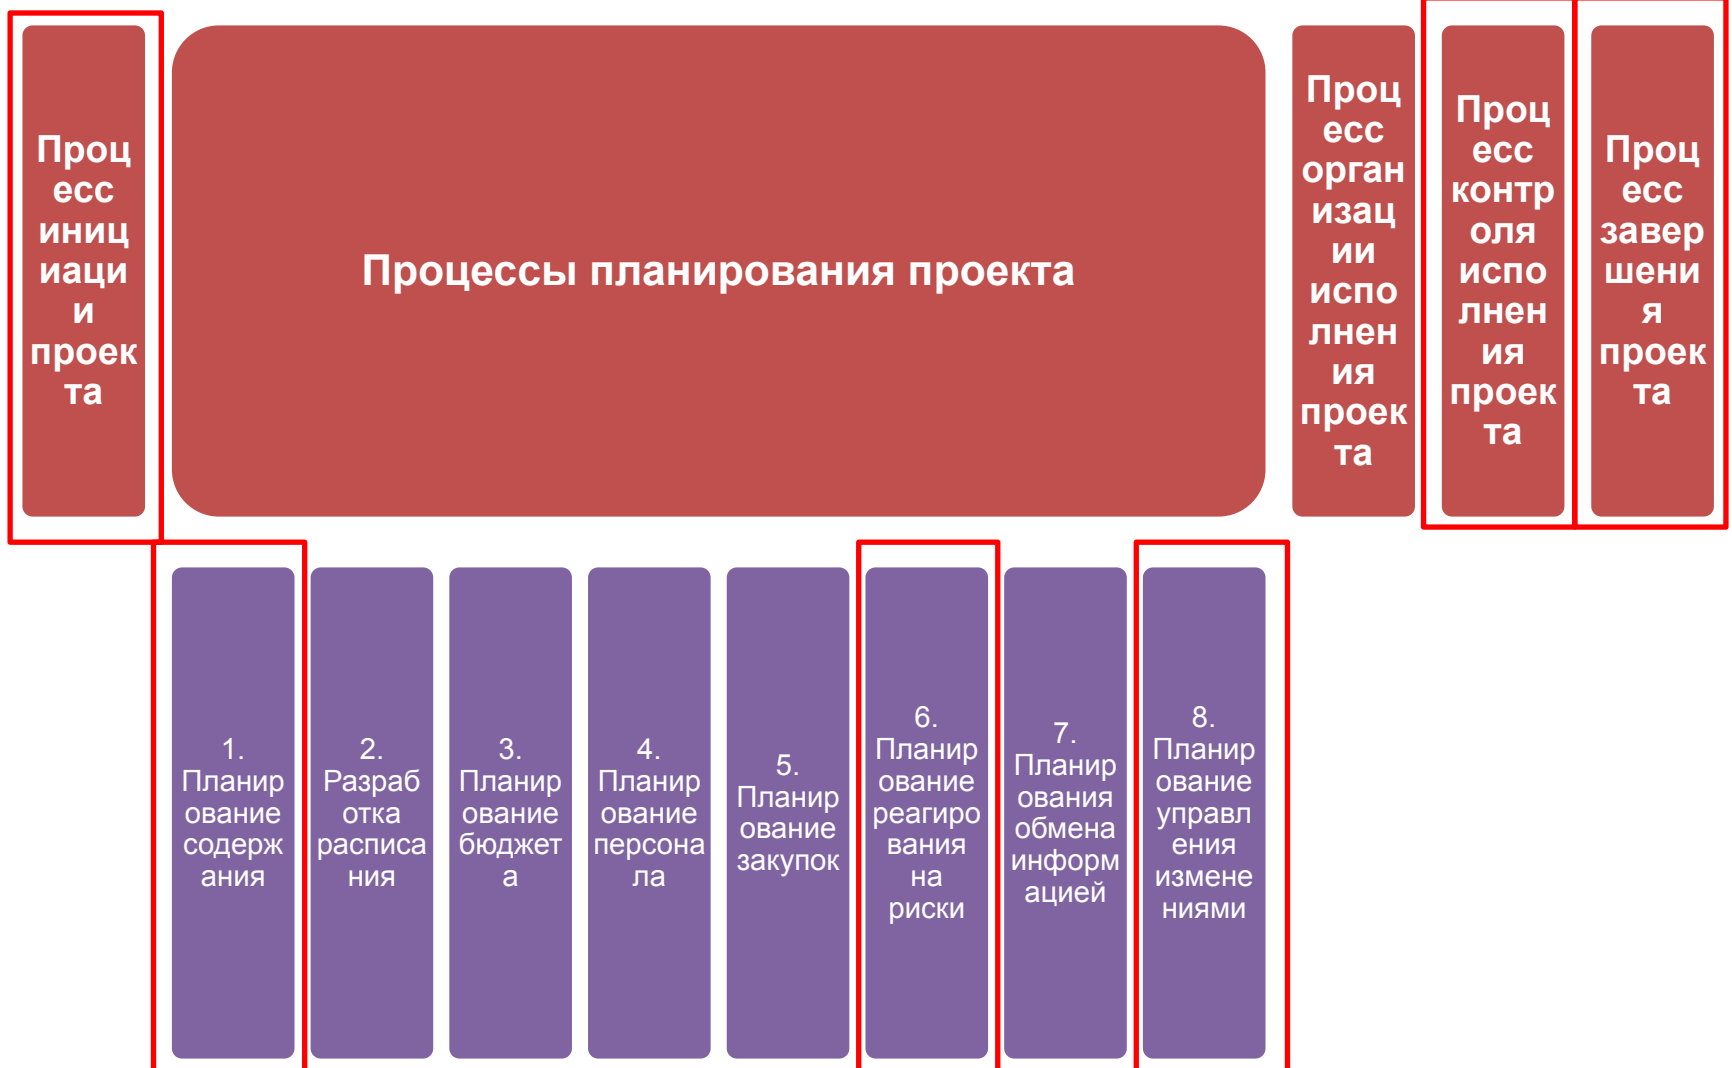 Проц
есс
иниц
иаци
и
проек
та
Процессы планирования проекта
Проц
есс
орган
изац
ии
испо
лнен
ия
проек
та
Проц
есс
контр
оля
испо
лнен
ия
проек
та
Проц
есс
завер
шени
я
проек
та
1.
Планир
ование
содерж
ания
2.
Разраб
отка
расписа
ния
3.
Планир
ование
бюджет
а
4.
Планир
ование
персона
ла
5.
Планир
ование
закупок
6.
Планир
ование
реагиро
вания
на
риски
7.
Планир
ования
обмена
информ
ацией
8.
Планир
ование
управл
ения
измене
ниями